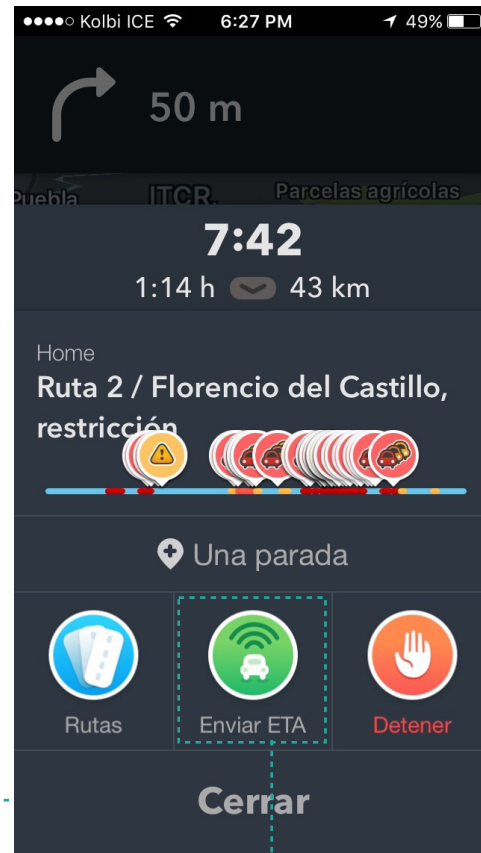 Kolbi ICE 6:27 PM 49%
50 m
Puebla ITCR. Parcelas agrícolas
7:42
1:14 h 43 km
Home
Ruta 2 / Florencio del Castillo,
restricción
Una parada
Rutas Enviar ETA Detener
Cerrar